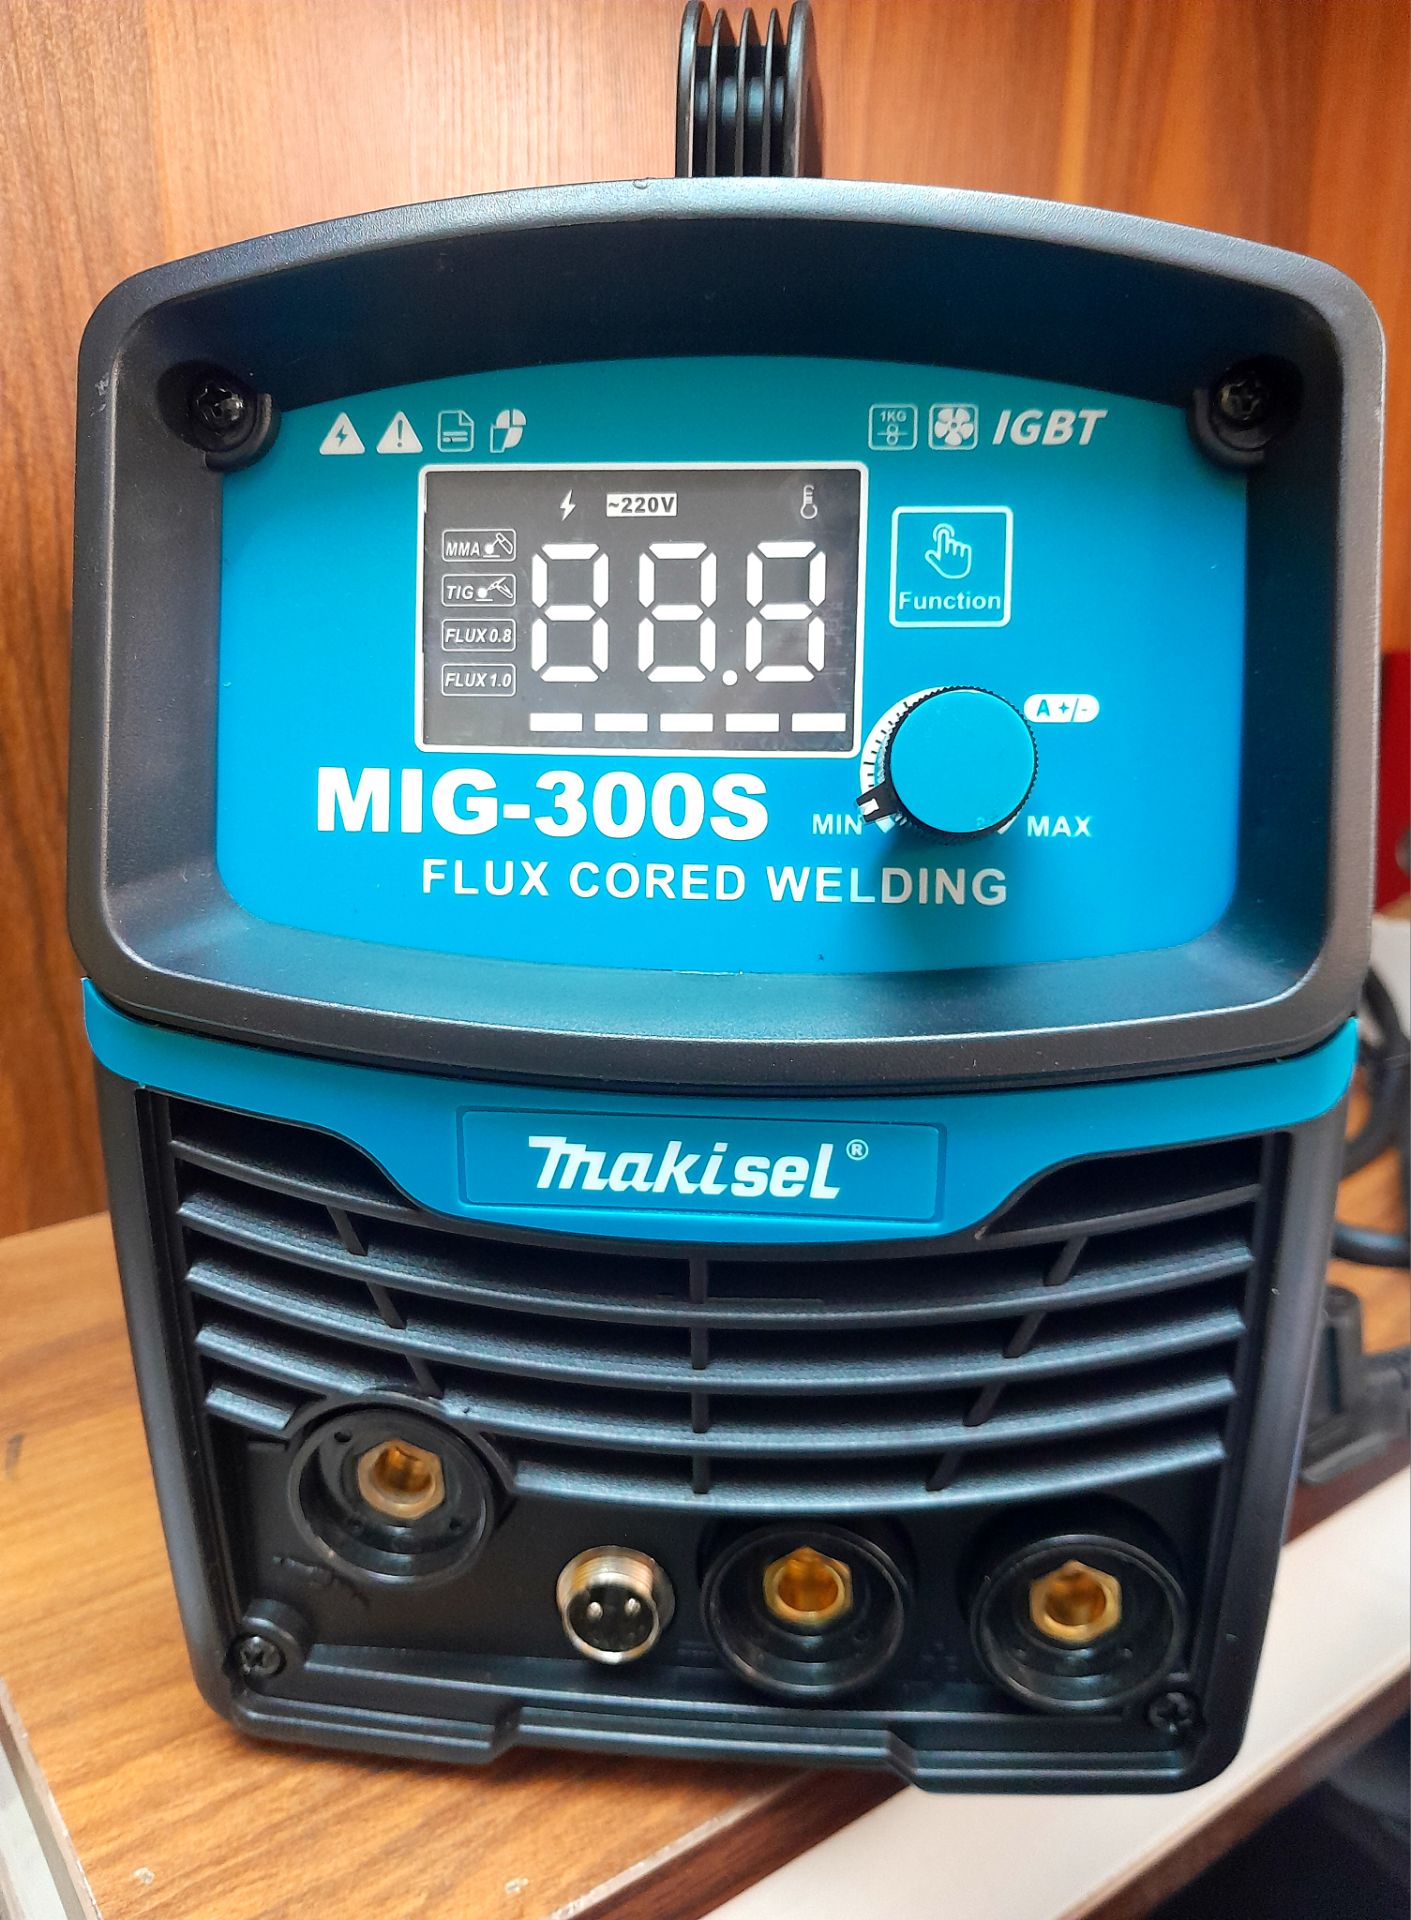 1KG
IGBT
~220V
MMA
TIG
FLUX 0.8
FLUX 1.0
88.8
Function
A +/-
MIN
MAX
MIG-300S
FLUX CORED WELDING
makisel®